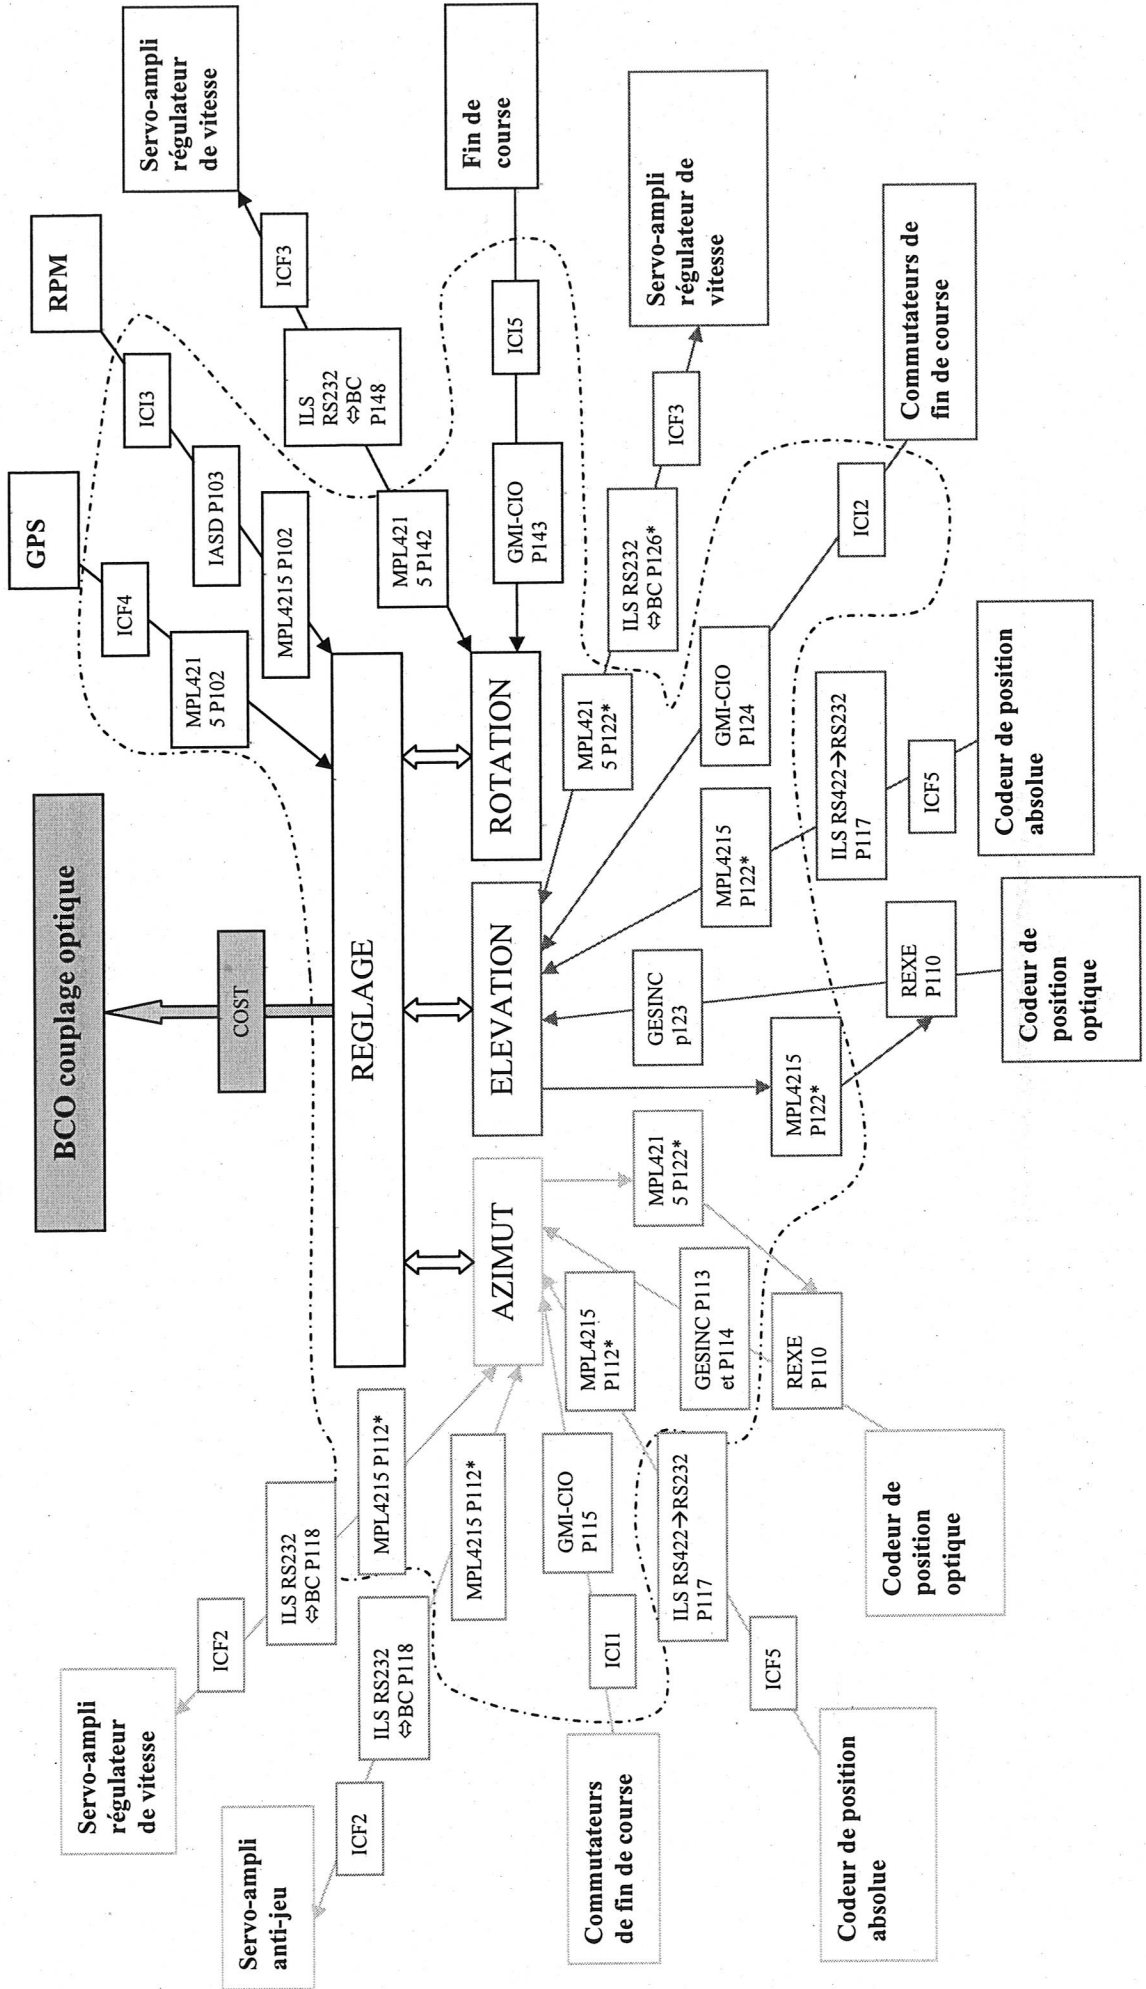 BCO couplage optique
COST
REGLAGE
AZIMUT
ELEVATION
ROTATION
Servo-ampli
régulateur
de vitesse
ICF2
ILS RS232
⇔BC P118
MPL4215 P112*
Servo-ampli
anti-jeu
ICF2
ILS RS232
⇔BC P118
MPL4215 P112*
Commutateurs
de fin de course
ICI1
GMI-CIO
P115
Codeur de position
absolue
ICF5
ILS RS422→RS232
P117
MPL4215
P112*
Codeur de
position
optique
REXE
P110
GESINC P113
et P114
MPL421
5 P122*
MPL4215
P122*
REXE
P110
GESINC
p123
Codeur de
position
optique
MPL4215
P122*
ILS RS422→RS232
P117
ICF5
Codeur de position
absolue
GMI-CIO
P124
ICI2
Commutateurs de
fin de course
MPL421
5 P122*
ILS RS232
⇔BC P126*
ICF3
Servo-ampli
régulateur de
vitesse
GMI-CIO
P143
ICI5
Fin de
course
MPL421
5 P142
ILS
RS232
⇔BC
P148
ICF3
Servo-ampli
régulateur
de vitesse
MPL4215 P102
IASD P103
ICI3
RPM
MPL421
5 P102
ICF4
GPS